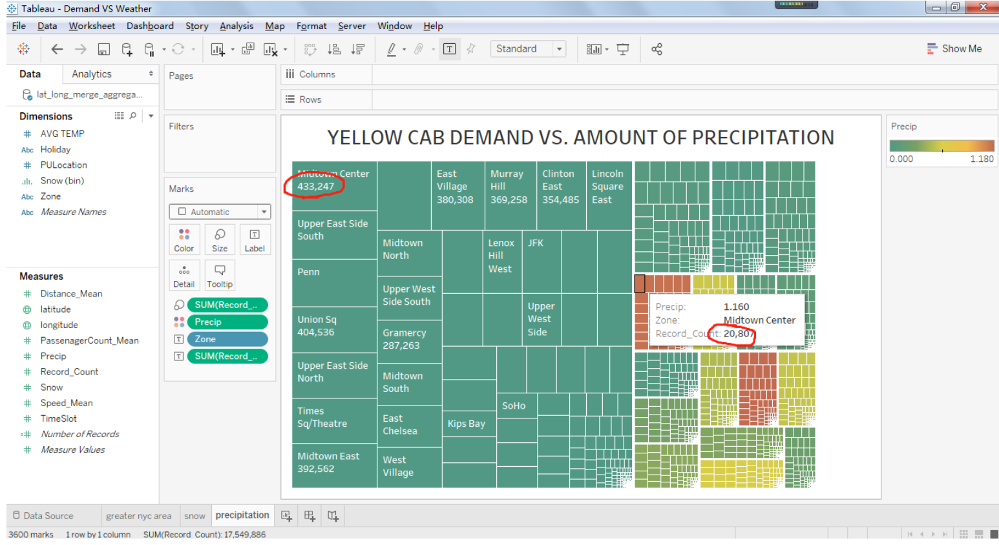 Tableau - Demand VS Weather
File Data Worksheet Dashboard Story Analysis Map Format Server Window Help
Standard
Show Me
Data Analytics
lat_long_merge_aggrega...
Dimensions
AVG TEMP
Abc Holiday
PULocation
Snow (bin)
Abc Zone
Abc Measure Names
Measures
Distance_Mean
latitude
longitude
PassenagerCount_Mean
Precip
Record_Count
Snow
Speed_Mean
TimeSlot
Number of Records
Measure Values
Pages
Filters
Marks
Automatic
Color Size Label
Detail Tooltip
SUM(Record_..
Precip
Zone
SUM(Record_..
Columns
Rows
YELLOW CAB DEMAND VS. AMOUNT OF PRECIPITATION
Midtown Center
433,247
Upper East Side
South
Penn
Union Sq
404,536
Upper East Side
North
Times
Sq/Theatre
Midtown East
392,562
Midtown
North
Upper West
Side South
Gramercy
287,263
Midtown
South
East
Chelsea
West
Village
East
Village
380,308
Murray
Hill
369,258
Clinton
East
354,485
Lincoln
Square
East
Lenox
Hill
West
JFK
Upper
West
Side
SoHo
Kips Bay
Precip: 1.160
Zone: Midtown Center
Record_Count: 20,807
Precip
0.000 1.180
Data Source greater nyc area snow precipitation
3600 marks 1 row by 1 column SUM(Record_Count): 17,549,886